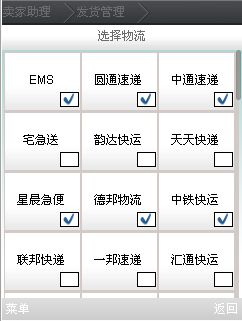 卖家助理 发货管理
选择物流
EMS 圆通速递 中通速递
宅急送 韵达快运 天天快递
星晨急便 德邦物流 中铁快运
联邦快递 一邦速递 汇通快运
菜单 返回